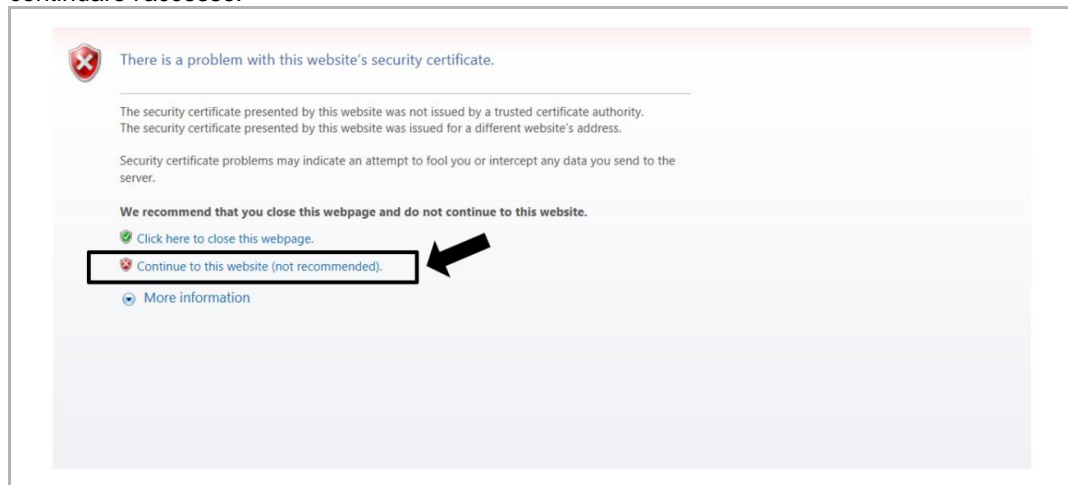 continuare l'accesso.
There is a problem with this website's security certificate.
The security certificate presented by this website was not issued by a trusted certificate authority.
The security certificate presented by this website was issued for a different website's address.
Security certificate problems may indicate an attempt to fool you or intercept any data you send to the
server.
We recommend that you close this webpage and do not continue to this website.
Click here to close this webpage.
Continue to this website (not recommended).
More information